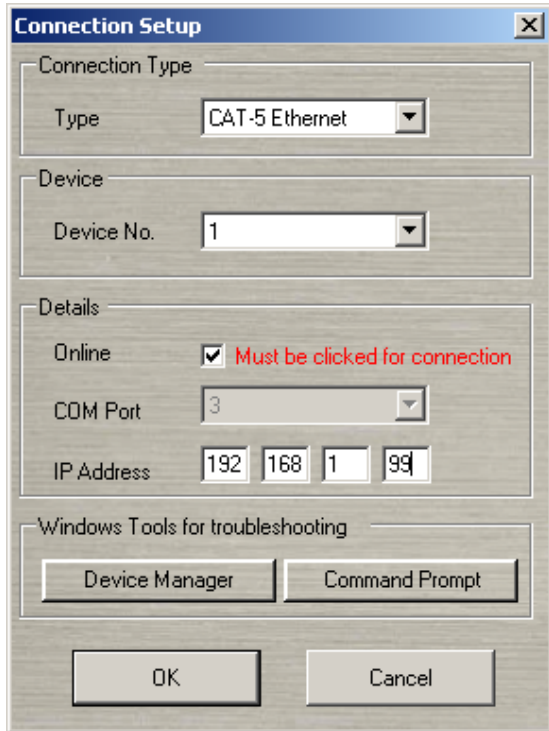 Connection Setup
Connection Type
Type CAT-5 Ethernet
Device
Device No. 1
Details
Online Must be clicked for connection
COM Port 3
IP Address 192 168 1 99
Windows Tools for troubleshooting
Device Manager Command Prompt
OK Cancel